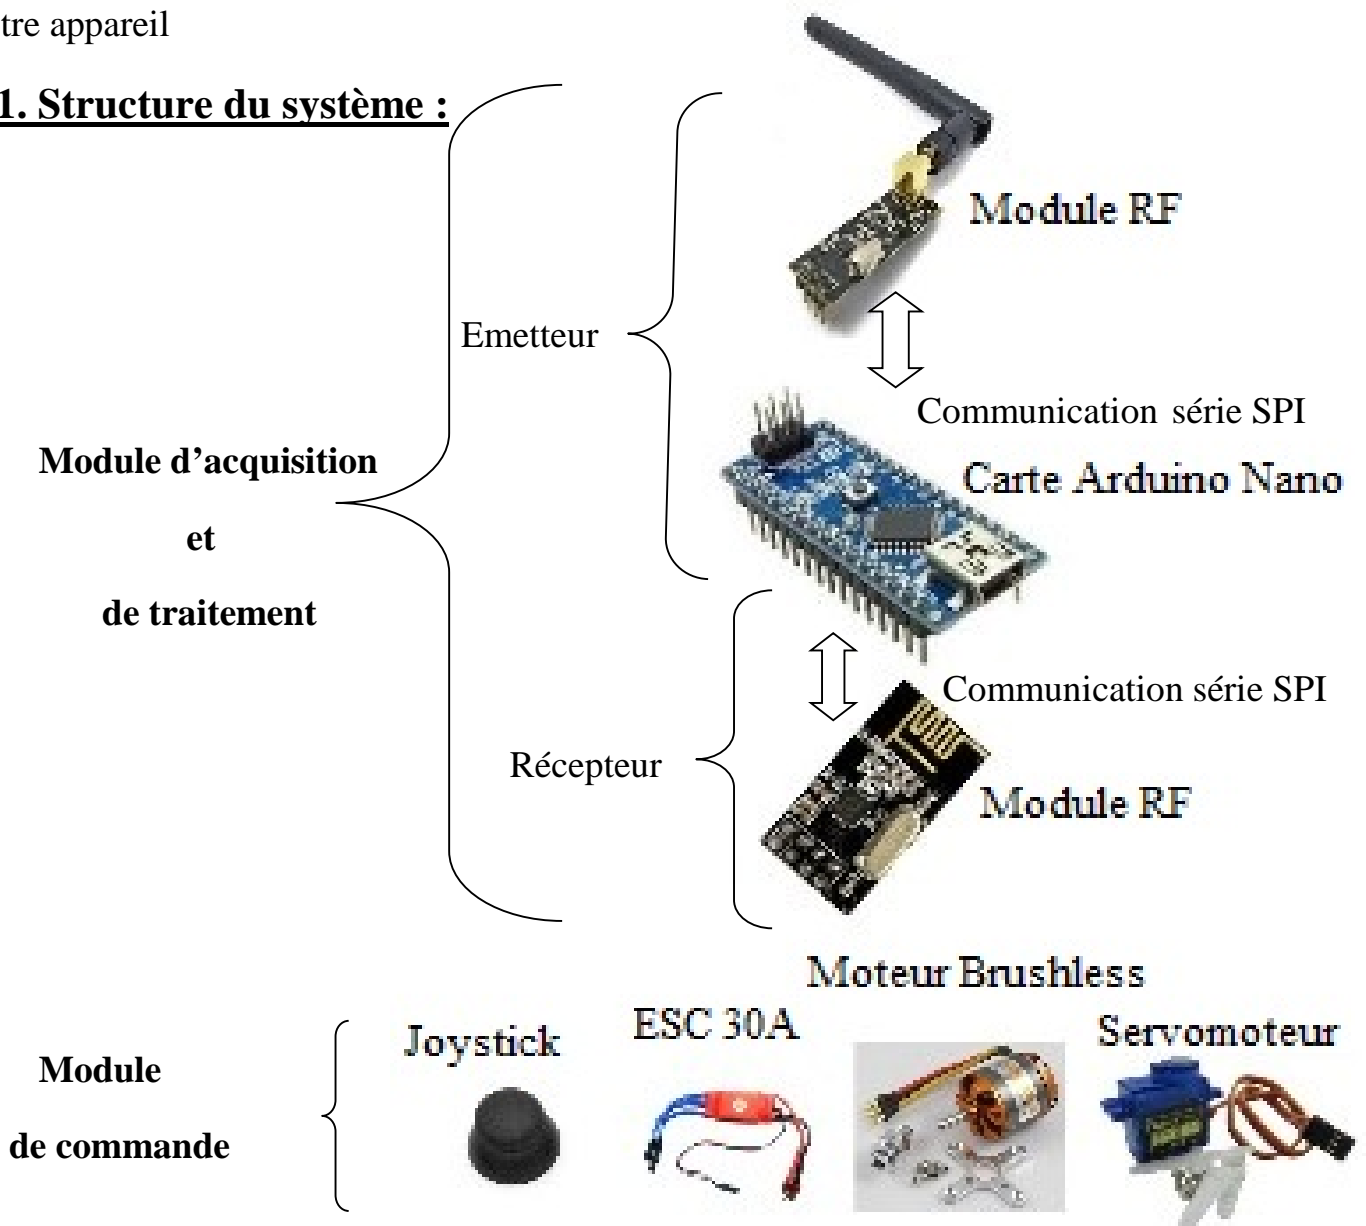 tre appareil
1. Structure du système :
Module RF
Emetteur
Communication série SPI
Carte Arduino Nano
Module d’acquisition
et
de traitement
Communication série SPI
Récepteur
Module RF
Moteur Brushless
Joystick
ESC 30A
Servomoteur
Module
de commande